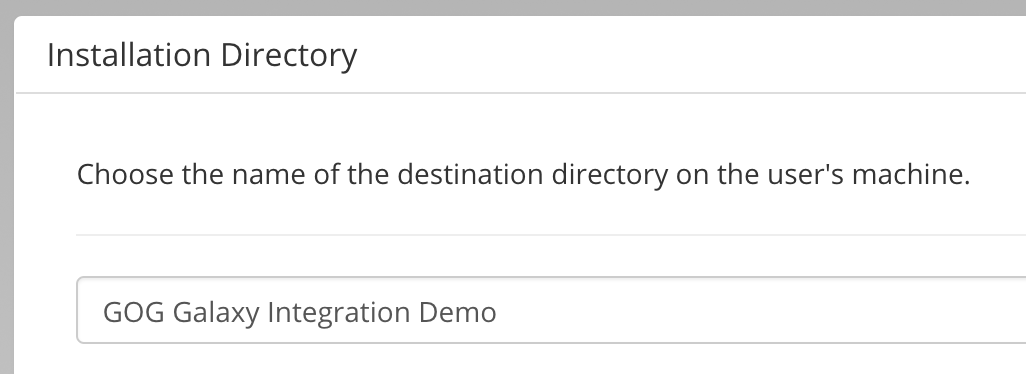 Installation Directory
Choose the name of the destination directory on the user's machine.
GOG Galaxy Integration Demo